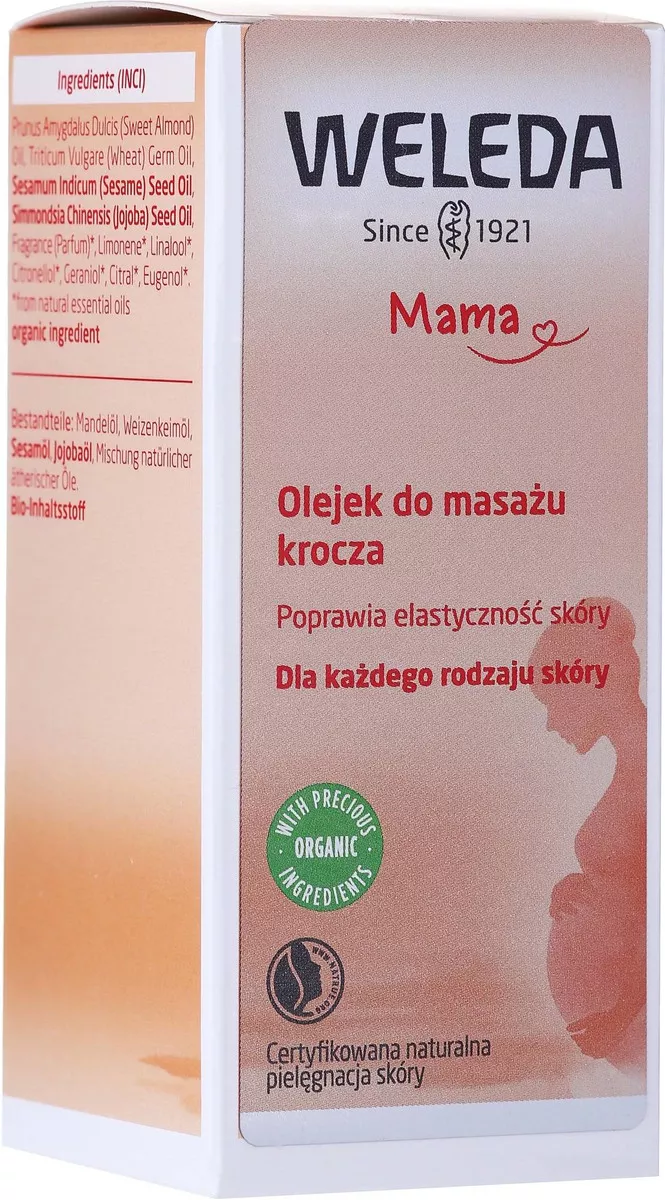 Ingredients (INCI)
Prunus Amygdalus Dulcis (Sweet Almond)
Oil, Triticum Vulgare (Wheat) Germ Oil,
Sesamum Indicum (Sesame) Seed Oil,
Simmondsia Chinensis (Jojoba) Seed Oil,
Fragrance (Parfum)*, Limonene*, Linalool*,
Citronellol*, Geraniol*, Citral*, Eugenol*.
*from natural essential oils
organic ingredient
Bestandteile: Mandelöl, Weizenkeimöl,
Sesamöl, Jojobaöl, Mischung natürlicher
ätherischer Öle.
Bio-Inhaltsstoff
WELEDA
Since 1921
Mama
Olejek do masażu
krocza
Poprawia elastyczność skóry
Dla każdego rodzaju skóry
WITH PRECIOUS
ORGANIC
INGREDIENTS
WWW.NATRUE.ORG
Certyfikowana naturalna
pielęgnacja skóry